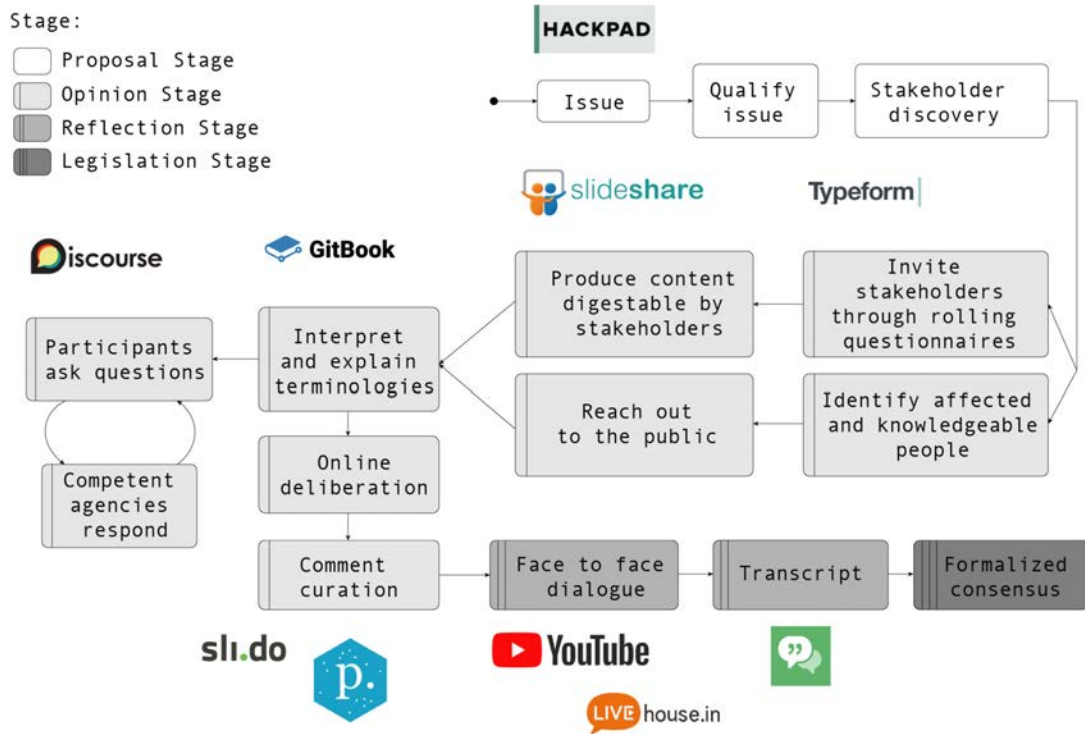 Stage:
Proposal Stage
Opinion Stage
Reflection Stage
Legislation Stage
HACKPAD
Issue
Qualify
issue
Stakeholder
discovery
slideshare
Typeform
Discourse
GitBook
Produce content
digestable by
stakeholders
Invite
stakeholders
through rolling
questionnaires
Participants
ask questions
Interpret
and explain
terminologies
Reach out
to the public
Identify affected
and knowledgeable
people
Competent
agencies
respond
Online
deliberation
Comment
curation
Face to face
dialogue
Transcript
Formalized
consensus
sli.do
p.
YouTube
LIVE house.in